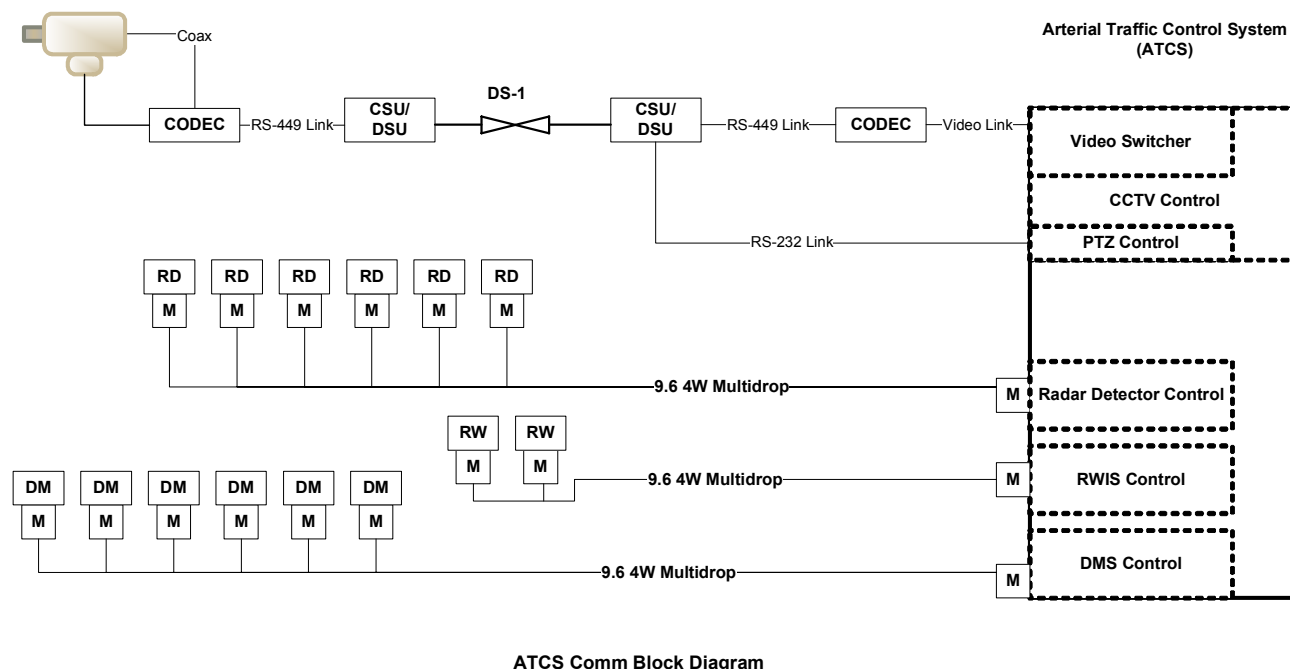 Arterial Traffic Control System
(ATCS)
Coax
DS-1
CODEC
RS-449 Link
CSU/
DSU
CSU/
DSU
RS-449 Link
CODEC
Video Link
Video Switcher
CCTV Control
RS-232 Link
PTZ Control
RD RD RD RD RD RD
M M M M M M
9.6 4W Multidrop
M
Radar Detector Control
RW RW
M M
9.6 4W Multidrop
M
RWIS Control
DM DM DM DM DM DM
M M M M M M
9.6 4W Multidrop
M
DMS Control
ATCS Comm Block Diagram